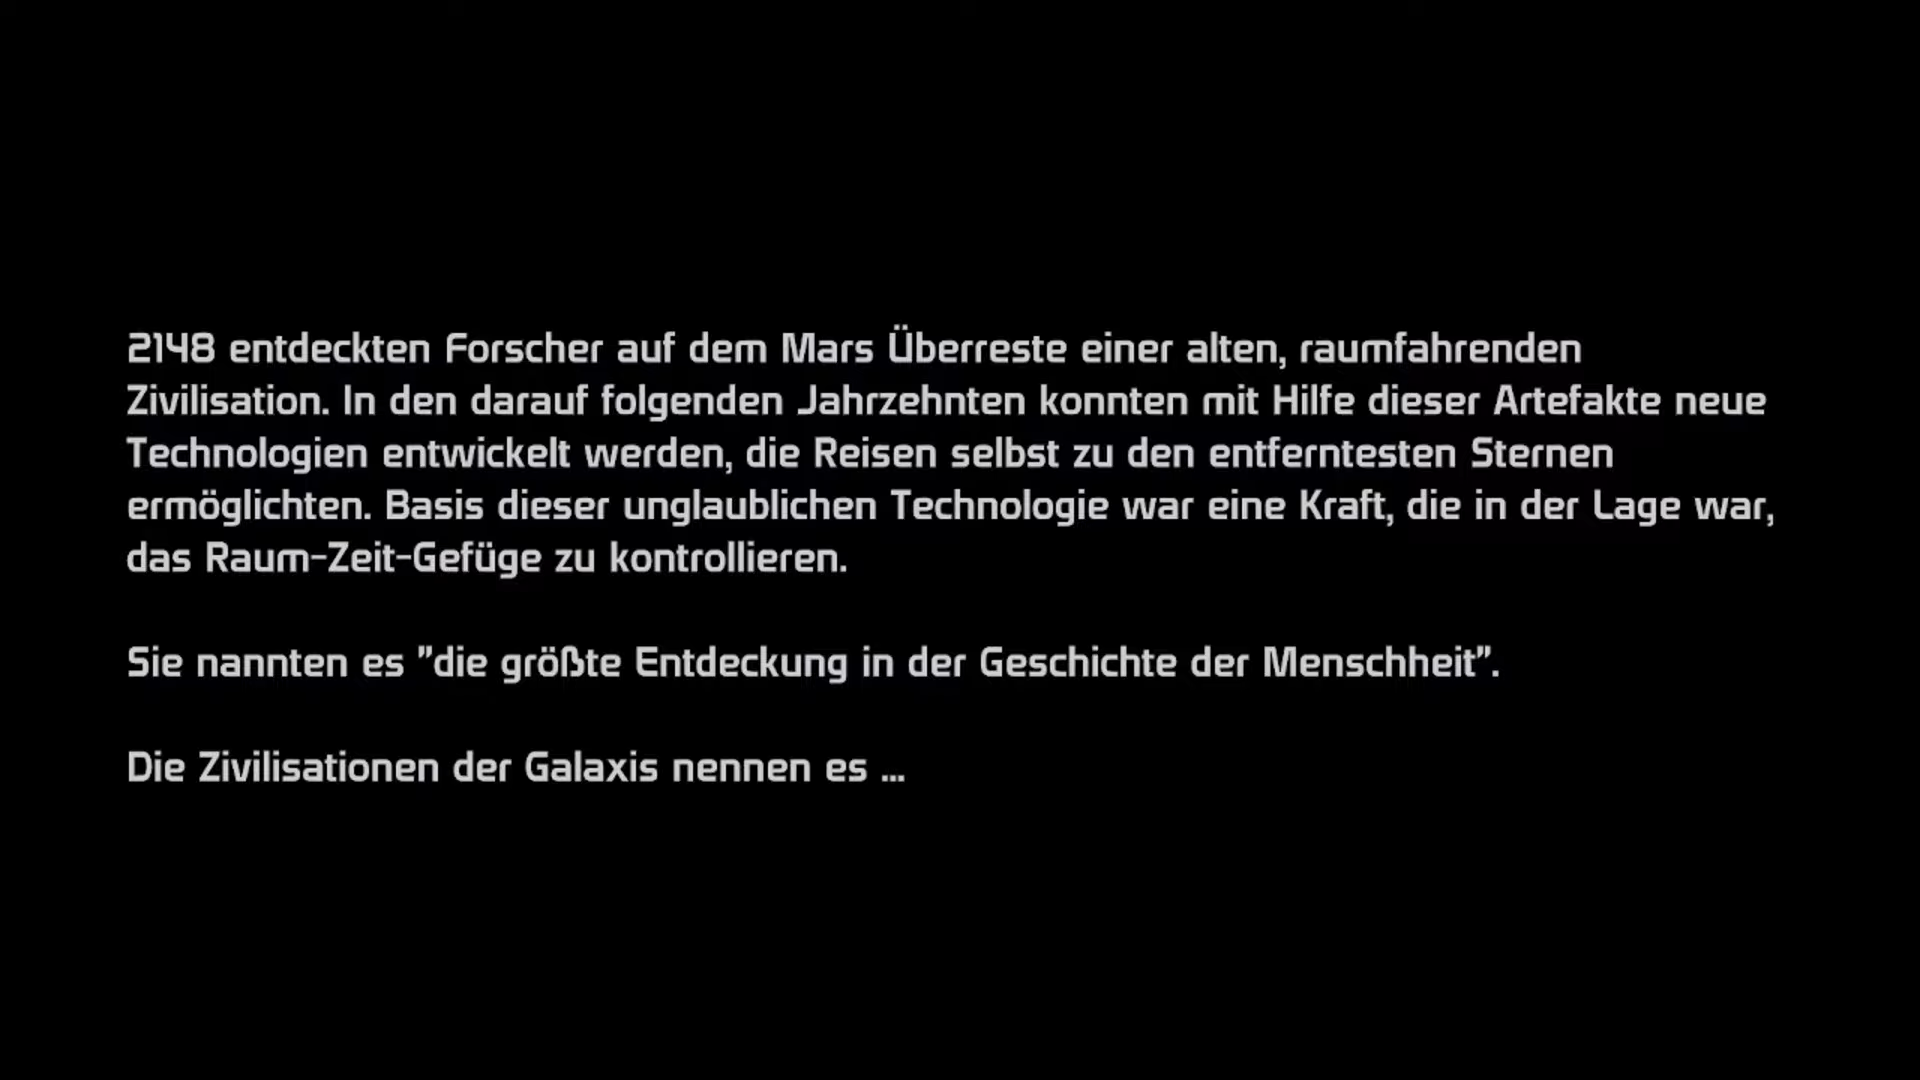 2148 entdeckten Forscher auf dem Mars Überreste einer alten, raumfahrenden
Zivilisation. In den darauf folgenden Jahrzehnten konnten mit Hilfe dieser Artefakte neue
Technologien entwickelt werden, die Reisen selbst zu den entferntesten Sternen
ermöglichten. Basis dieser unglaublichen Technologie war eine Kraft, die in der Lage war,
das Raum-Zeit-Gefüge zu kontrollieren.
Sie nannten es "die größte Entdeckung in der Geschichte der Menschheit".
Die Zivilisationen der Galaxis nennen es ...